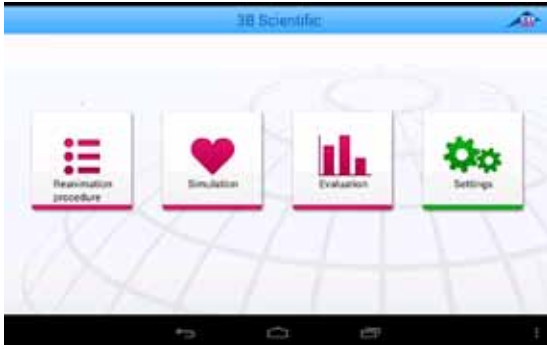 3B Scientific
Reanimation
procedure
Simulation
Evaluation
Settings